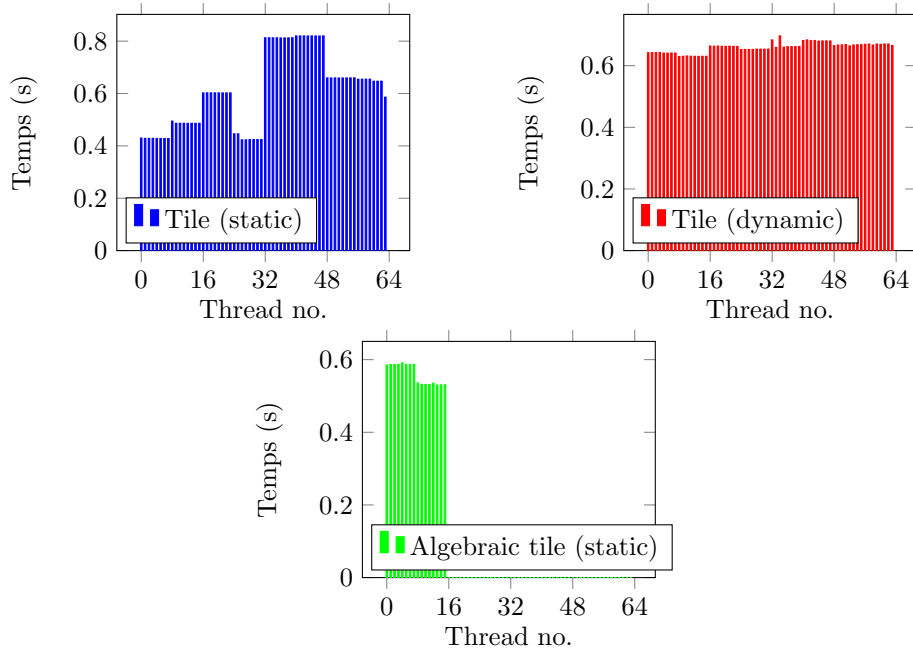 0.8
0.6
0.4
0.2
0
Temps (s)
Tile (static)
0 16 32 48 64
Thread no.
0.6
0.4
0.2
0
Temps (s)
Tile (dynamic)
0 16 32 48 64
Thread no.
0.6
0.4
0.2
0
Temps (s)
Algebraic tile (static)
0 16 32 48 64
Thread no.